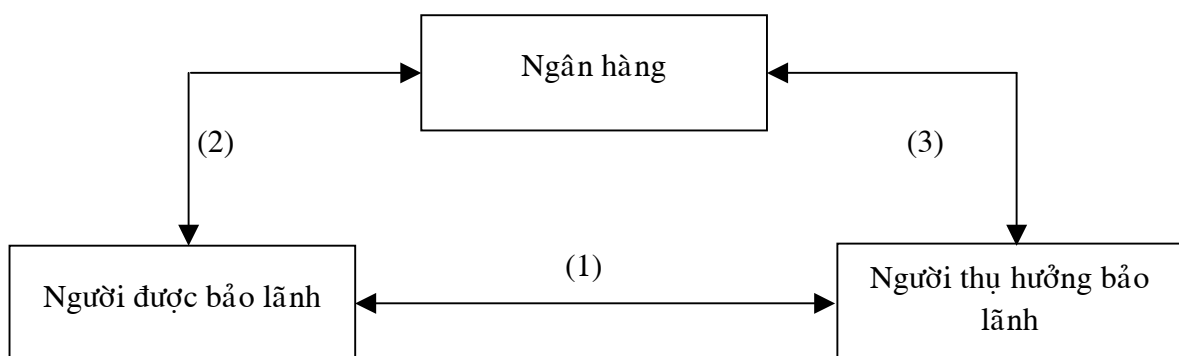 Ngân hàng
(2)
(3)
(1)
Người được bảo lãnh
Người thụ hưởng bảo
lãnh